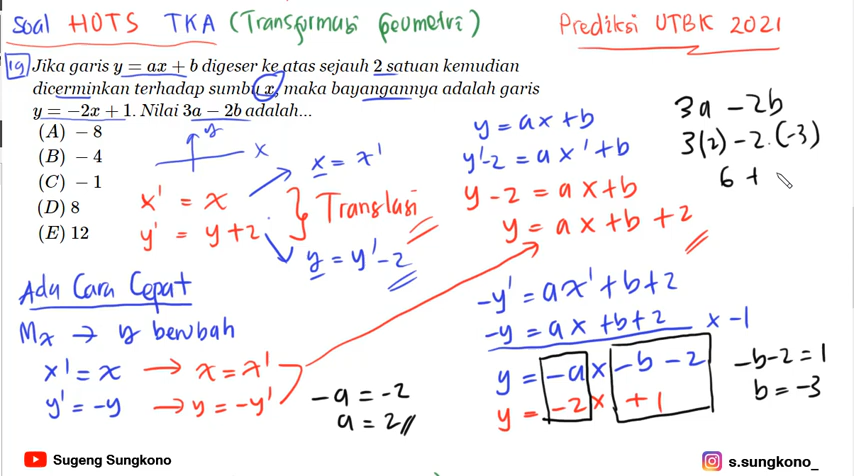 Soal HOTS TKA (Transformasi Geometri)
Prediksi UTBK 2021
19 Jika garis y = ax + b digeser ke atas sejauh 2 satuan kemudian
dicerminkan terhadap sumbu x, maka bayangannya adalah garis
y = −2x + 1. Nilai 3a − 2b adalah...
(A) − 8
(B) − 4
(C) − 1
(D) 8
(E) 12
y
x
x' = x
y' = y+2
x = x'
y = y'-2
} Translasi
y = ax+b
y'-2 = ax'+b
y-2 = ax+b
y = ax+b+2
3a - 2b
3(2) - 2.(-3)
6 +
Ada Cara Cepat
Mx → y berubah
x' = x → x = x'
y' = -y → y = -y'
-a = -2
a = 2//
-y' = ax'+b+2
-y = ax+b+2 x -1
y = -ax -b-2
y = -2x +1
-b-2 = 1
b = -3
Sugeng Sungkono
s.sungkono_